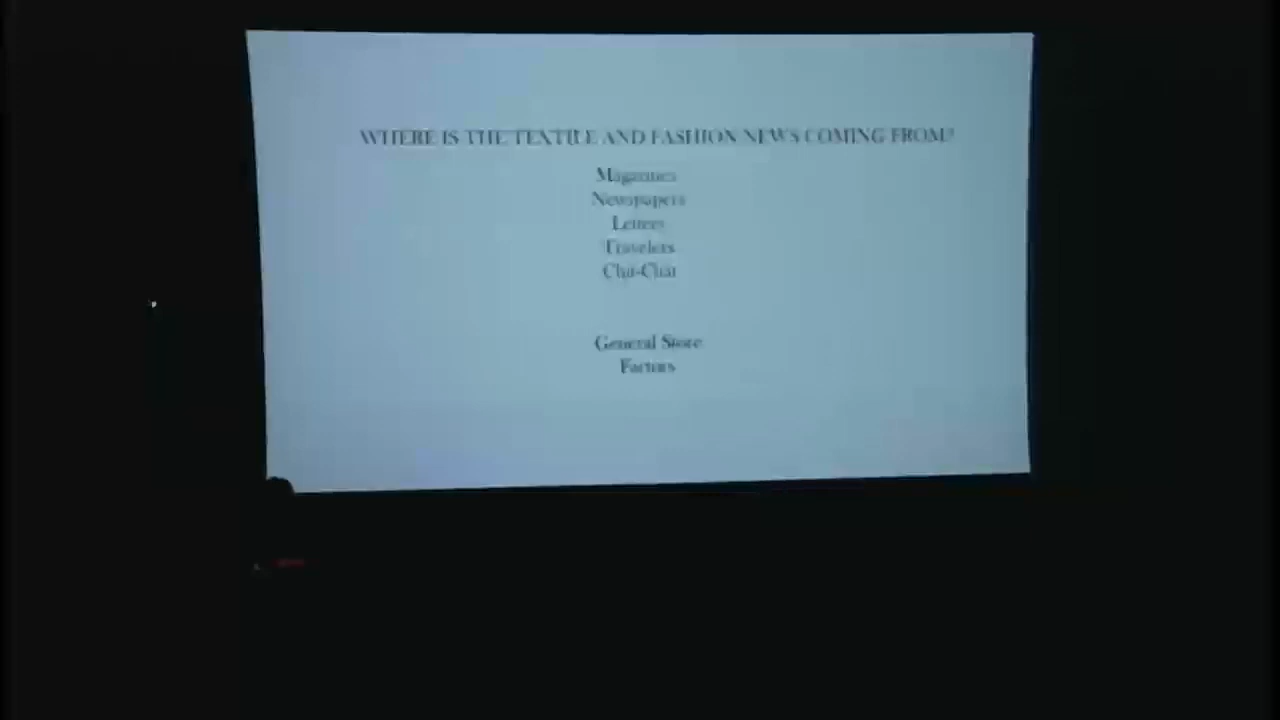 WHERE IS THE TEXTILE AND FASHION NEWS COMING FROM?
Magazines
Newspapers
Letters
Travelers
Chit-Chat
General Store
Factors